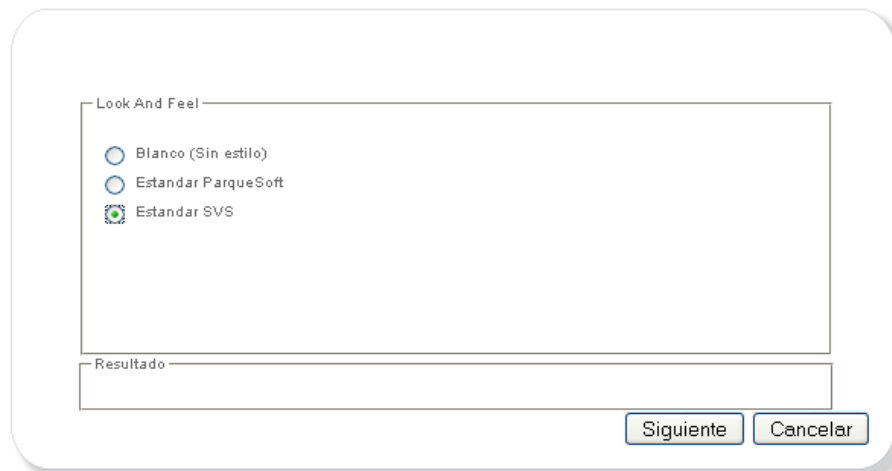 Look And Feel
Blanco (Sin estilo)
Estandar ParqueSoft
Estandar SVS
Resultado
Siguiente Cancelar